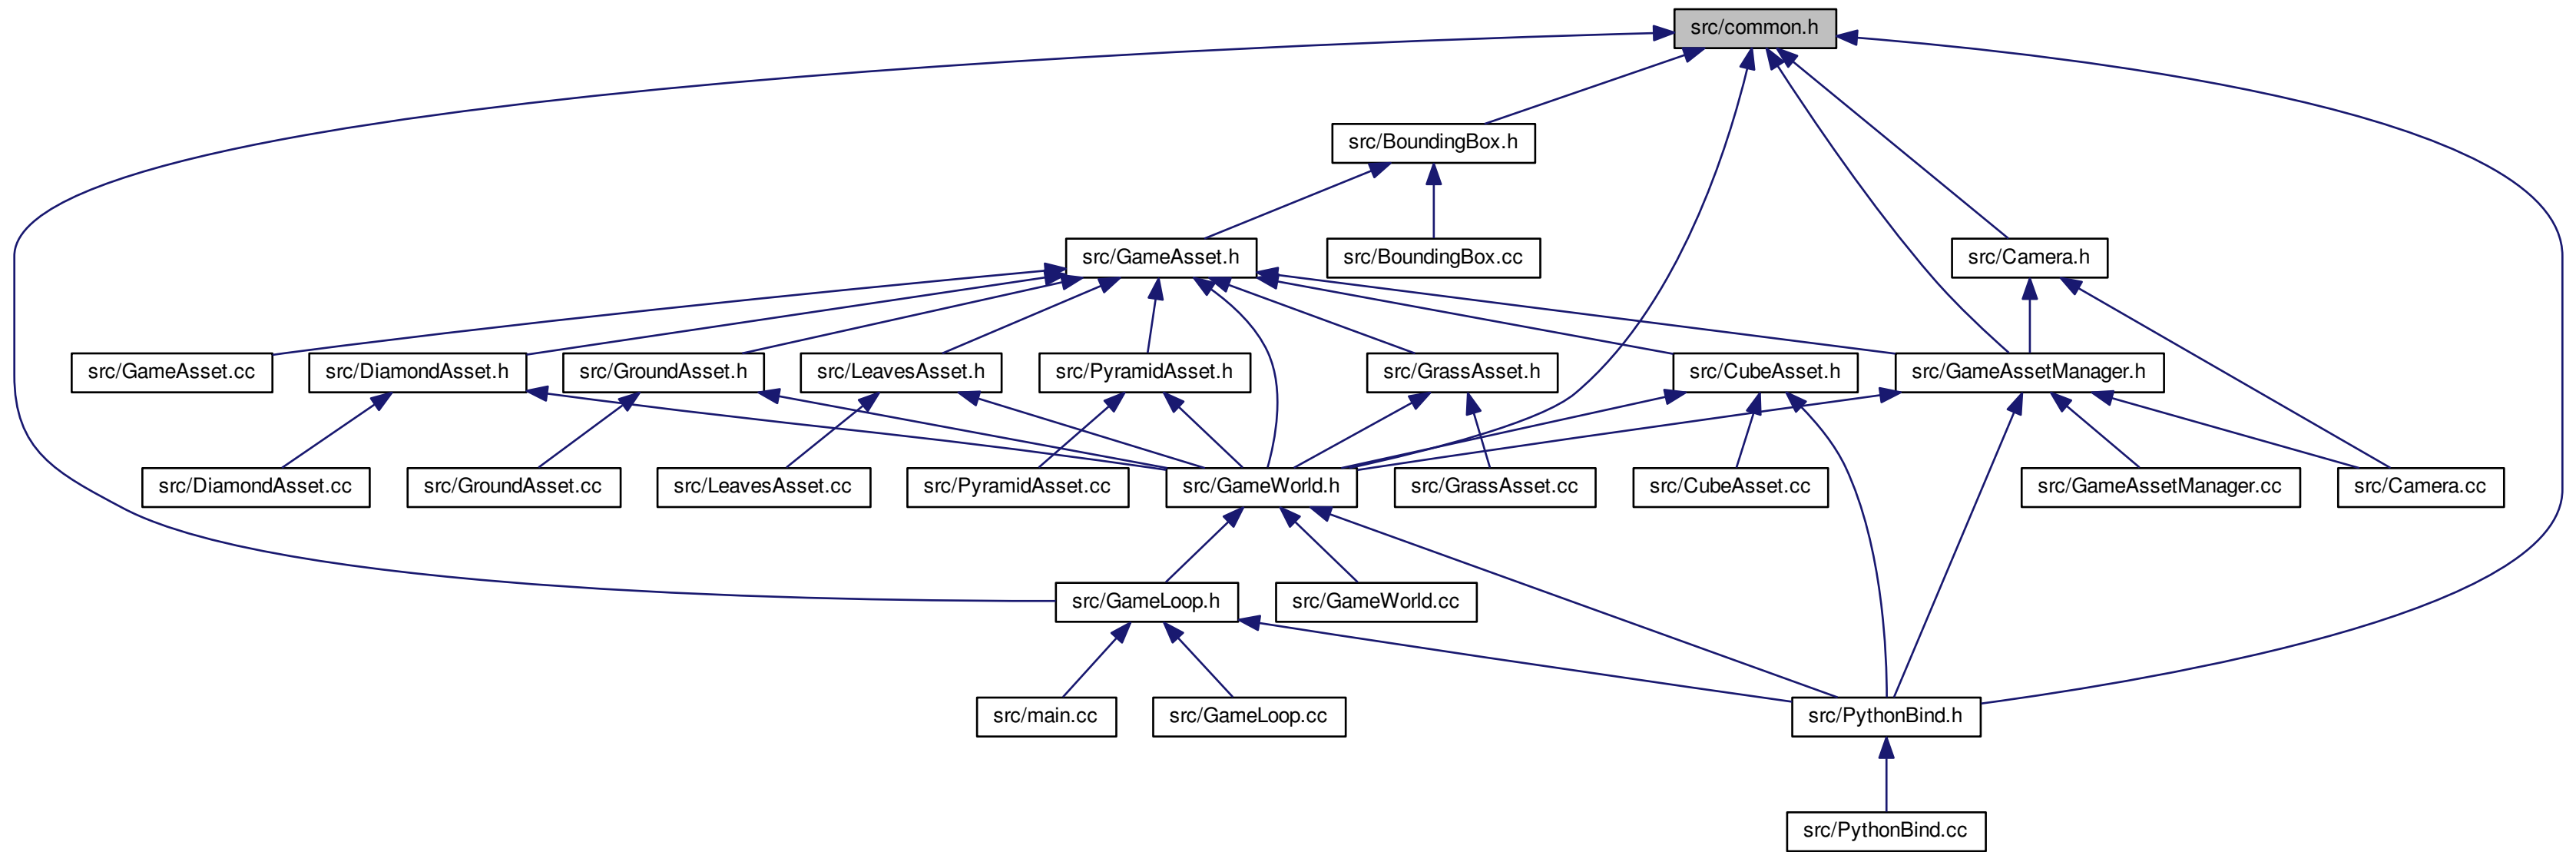 src/common.h
src/BoundingBox.h
src/GameAsset.h
src/BoundingBox.cc
src/Camera.h
src/GameAsset.cc
src/DiamondAsset.h
src/GroundAsset.h
src/LeavesAsset.h
src/PyramidAsset.h
src/GrassAsset.h
src/CubeAsset.h
src/GameAssetManager.h
src/DiamondAsset.cc
src/GroundAsset.cc
src/LeavesAsset.cc
src/PyramidAsset.cc
src/GameWorld.h
src/GrassAsset.cc
src/CubeAsset.cc
src/GameAssetManager.cc
src/Camera.cc
src/GameLoop.h
src/GameWorld.cc
src/main.cc
src/GameLoop.cc
src/PythonBind.h
src/PythonBind.cc